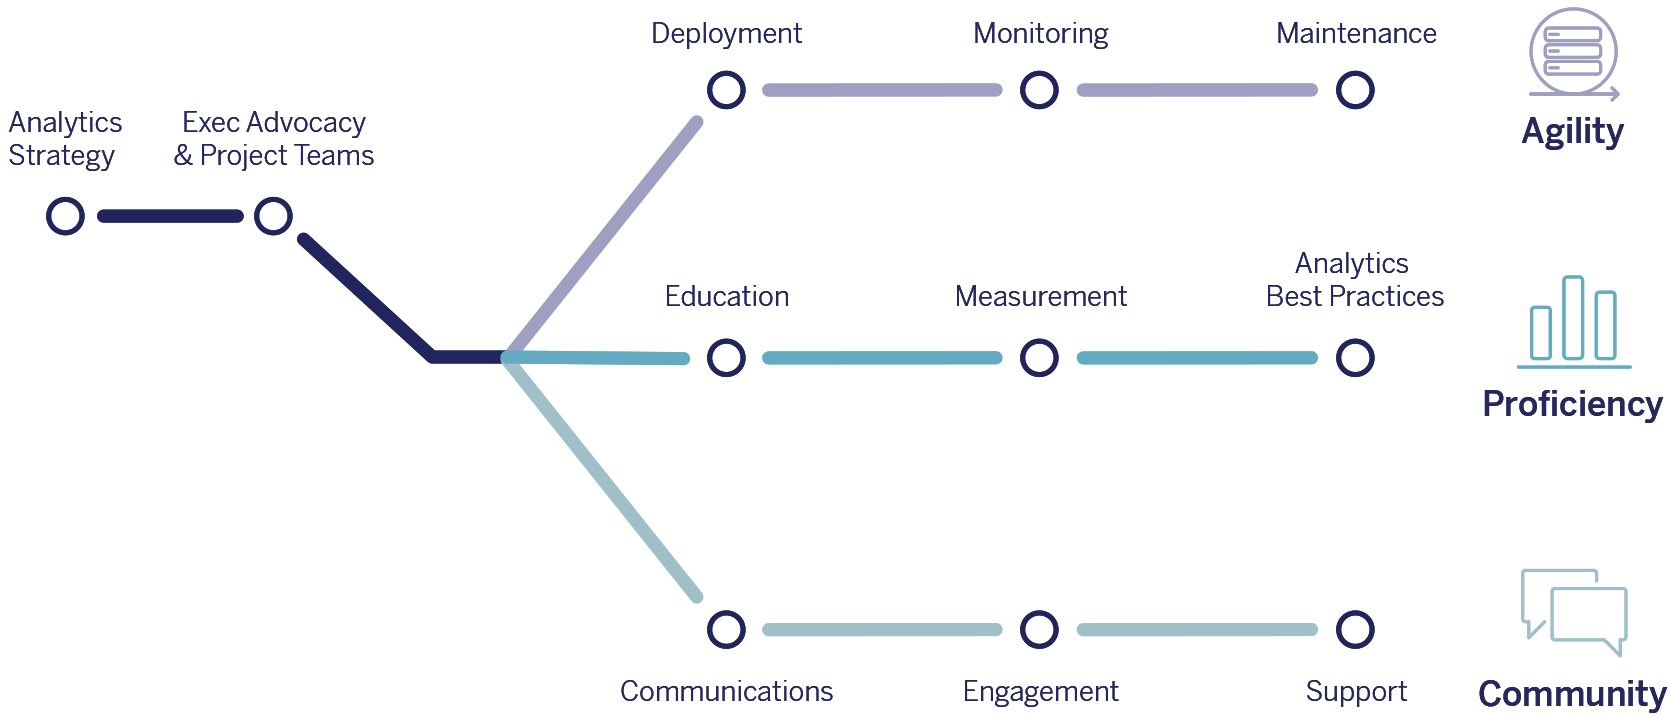 Analytics
Strategy
Exec Advocacy
& Project Teams
Deployment
Monitoring
Maintenance
Agility
Education
Measurement
Analytics
Best Practices
Proficiency
Communications
Engagement
Support
Community